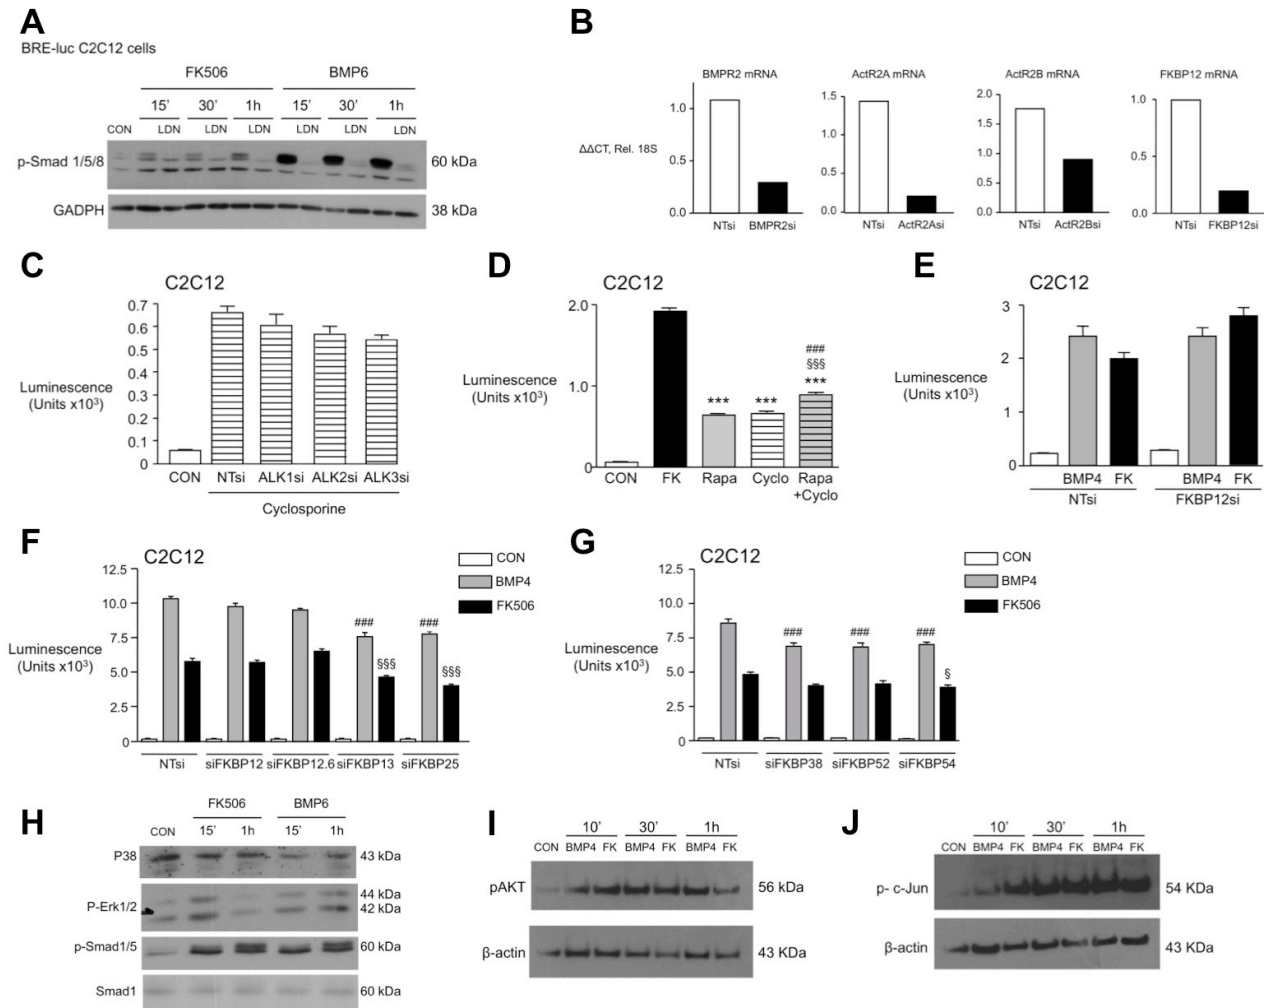 A
BRE-luc C2C12 cells
FK506 BMP6
15' 30' 1h 15' 30' 1h
CON LDN LDN LDN LDN LDN LDN
p-Smad 1/5/8 60 kDa
GADPH 38 kDa
B
BMPR2 mRNA ActR2A mRNA ActR2B mRNA FKBP12 mRNA
ΔΔCT, Rel. 18S
1.0
0.5
0.0
NTsi BMPR2si
1.5
1.0
0.5
0.0
NTsi ActR2Asi
2.0
1.5
1.0
0.5
0.0
NTsi ActR2Bsi
1.0
0.5
0.0
NTsi FKBP12si
C
C2C12
Luminescence
(Units x10³)
0.7
0.6
0.5
0.4
0.3
0.2
0.1
0
CON NTsi ALK1si ALK2si ALK3si
Cyclosporine
D
C2C12
Luminescence
(Units x10³)
2.0
1.0
0
###
§§§
*** *** ***
CON FK Rapa Cyclo Rapa
+Cyclo
E
C2C12
Luminescence
(Units x10³)
3
2
1
0
BMP4 FK BMP4 FK
NTsi FKBP12si
F
C2C12
CON
BMP4
FK506
Luminescence
(Units x10³)
12.5
10.0
7.5
5.0
2.5
0
### ###
§§§ §§§
NTsi siFKBP12 siFKBP12.6 siFKBP13 siFKBP25
G
C2C12
CON
BMP4
FK506
Luminescence
(Units x10³)
12.5
10.0
7.5
5.0
2.5
0
### ### ###
§
NTsi siFKBP38 siFKBP52 siFKBP54
H
FK506 BMP6
CON 15' 1h 15' 1h
P38 43 kDa
P-Erk1/2 44 kDa
42 kDa
p-Smad1/5 60 kDa
Smad1 60 kDa
I
10' 30' 1h
CON BMP4 FK BMP4 FK BMP4 FK
pAKT 56 kDa
β-actin 43 KDa
J
10' 30' 1h
CON BMP4 FK BMP4 FK BMP4 FK
p- c-Jun 54 KDa
β-actin 43 KDa